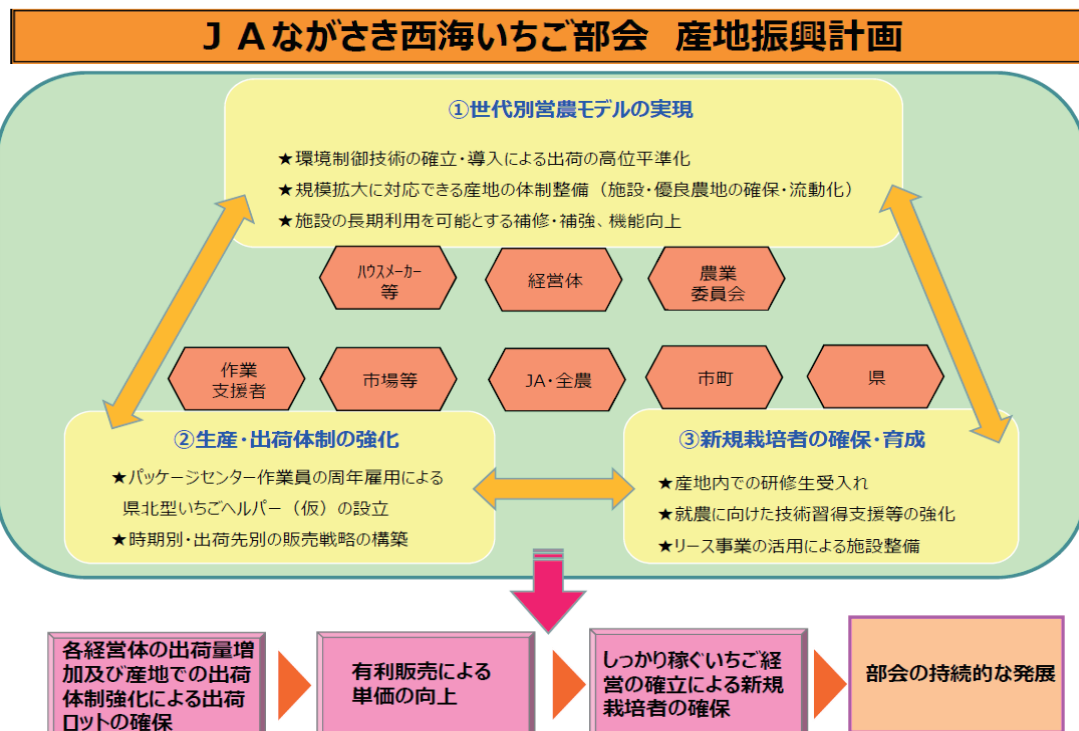 JAながさき西海いちご部会 産地振興計画
①世代別営農モデルの実現
★環境制御技術の確立・導入による出荷の高位平準化
★規模拡大に対応できる産地の体制整備（施設・優良農地の確保・流動化）
★施設の長期利用を可能とする補修・補強、機能向上
ﾊｳｽﾒｰｶｰ
等
経営体
農業
委員会
作業
支援者
市場等
JA・全農
市町
県
②生産・出荷体制の強化
★パッケージセンター作業員の周年雇用による
県北型いちごヘルパー（仮）の設立
★時期別・出荷先別の販売戦略の構築
③新規栽培者の確保・育成
★産地内での研修生受入れ
★就農に向けた技術習得支援等の強化
★リース事業の活用による施設整備
各経営体の出荷量増
加及び産地での出荷
体制強化による出荷
ロットの確保
有利販売による
単価の向上
しっかり稼ぐいちご経
営の確立による新規
栽培者の確保
部会の持続的な発展